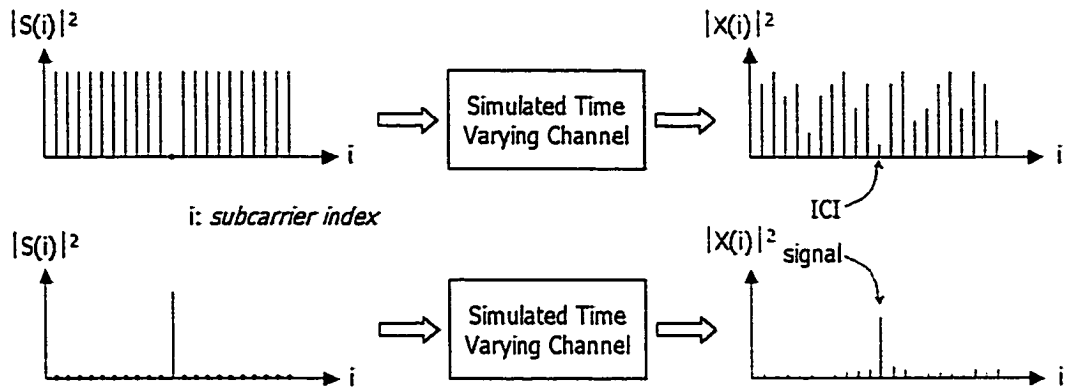 |S(i)|²
i
Simulated Time
Varying Channel
|X(i)|²
i
ICI
i: subcarrier index
|S(i)|²
i
Simulated Time
Varying Channel
|X(i)|²
signal
i